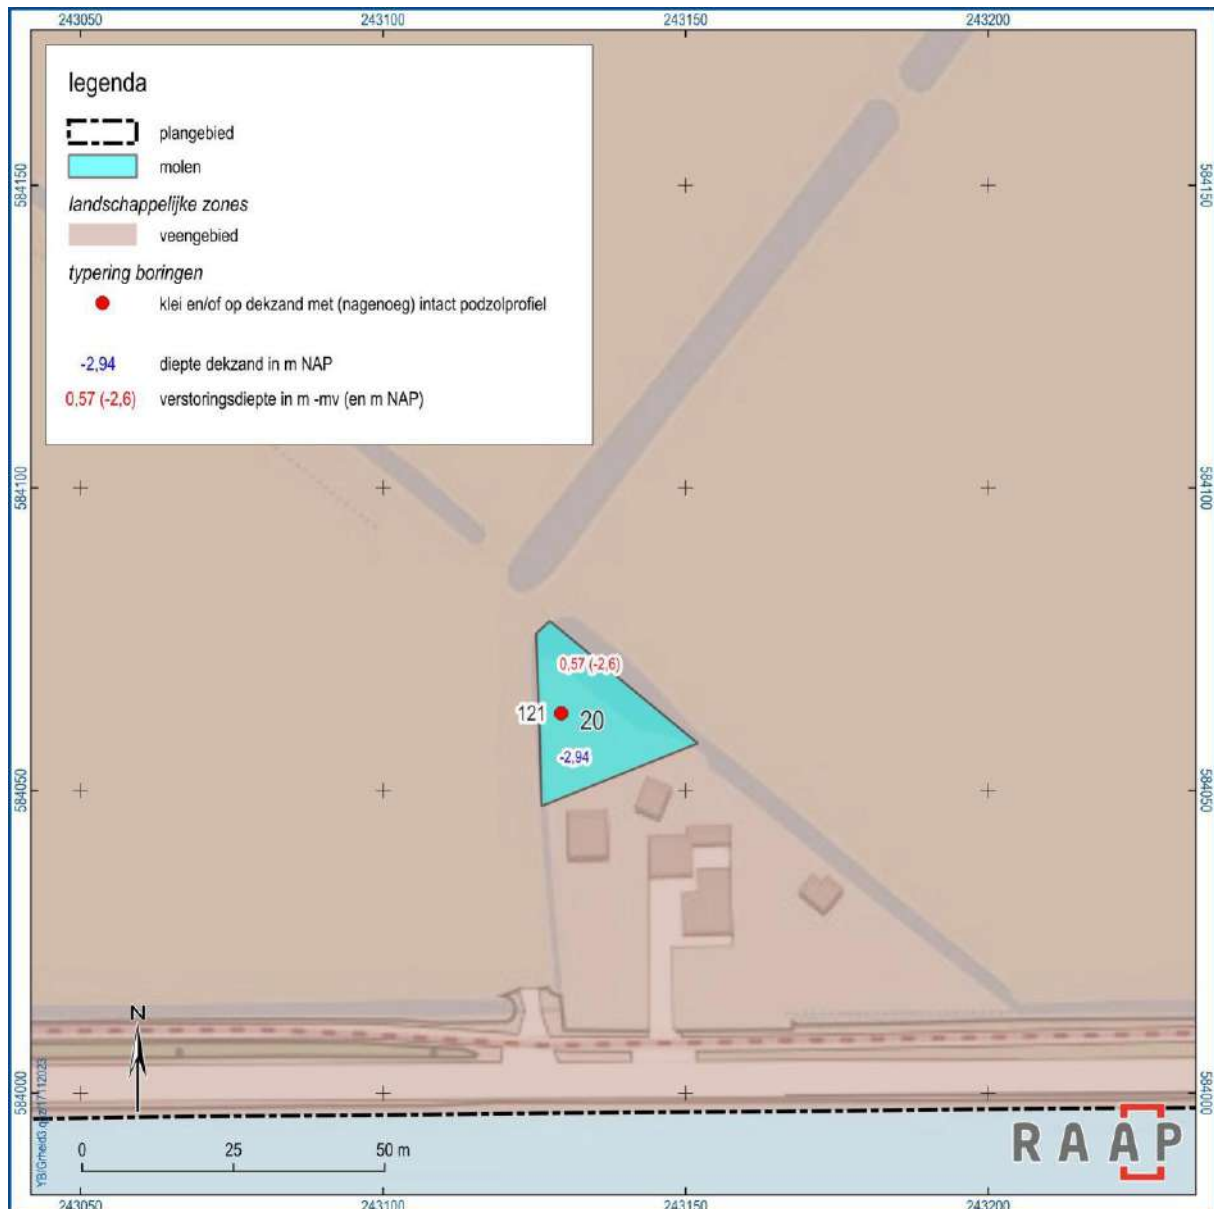 243050 243100 243150 243200
legenda
plangebied
molen
landschappelijke zones
veengebied
typering boringen
klei en/of op dekzand met (nagenoeg) intact podzolprofiel
-2,94 diepte dekzand in m NAP
0,57 (-2,6) verstoringsdiepte in m -mv (en m NAP)
584150 584150
584100 584100
0,57 (-2,6)
121 20
-2,94
584050 584050
N
584000 584000
RAAP
0 25 50 m
243050 243100 243150 243200